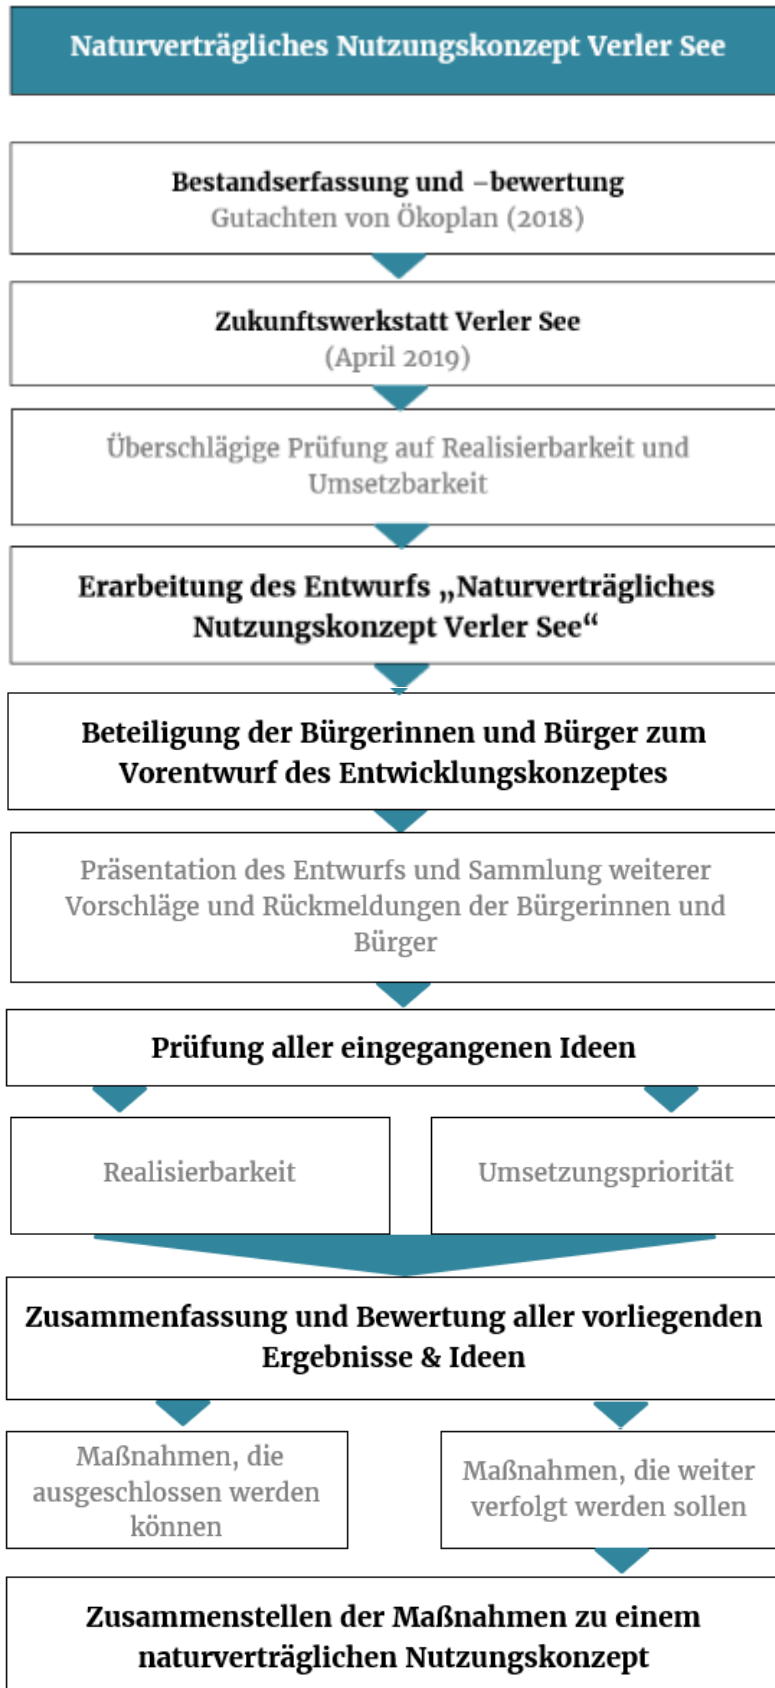 Naturverträgliches Nutzungskonzept Verler See
Bestandserfassung und –bewertung
Gutachten von Ökoplan (2018)
Zukunftswerkstatt Verler See
(April 2019)
Überschlägige Prüfung auf Realisierbarkeit und
Umsetzbarkeit
Erarbeitung des Entwurfs „Naturverträgliches
Nutzungskonzept Verler See“
Beteiligung der Bürgerinnen und Bürger zum
Vorentwurf des Entwicklungskonzeptes
Präsentation des Entwurfs und Sammlung weiterer
Vorschläge und Rückmeldungen der Bürgerinnen und
Bürger
Prüfung aller eingegangenen Ideen
Realisierbarkeit
Umsetzungspriorität
Zusammenfassung und Bewertung aller vorliegenden
Ergebnisse & Ideen
Maßnahmen, die
ausgeschlossen werden
können
Maßnahmen, die weiter
verfolgt werden sollen
Zusammenstellen der Maßnahmen zu einem
naturverträglichen Nutzungskonzept